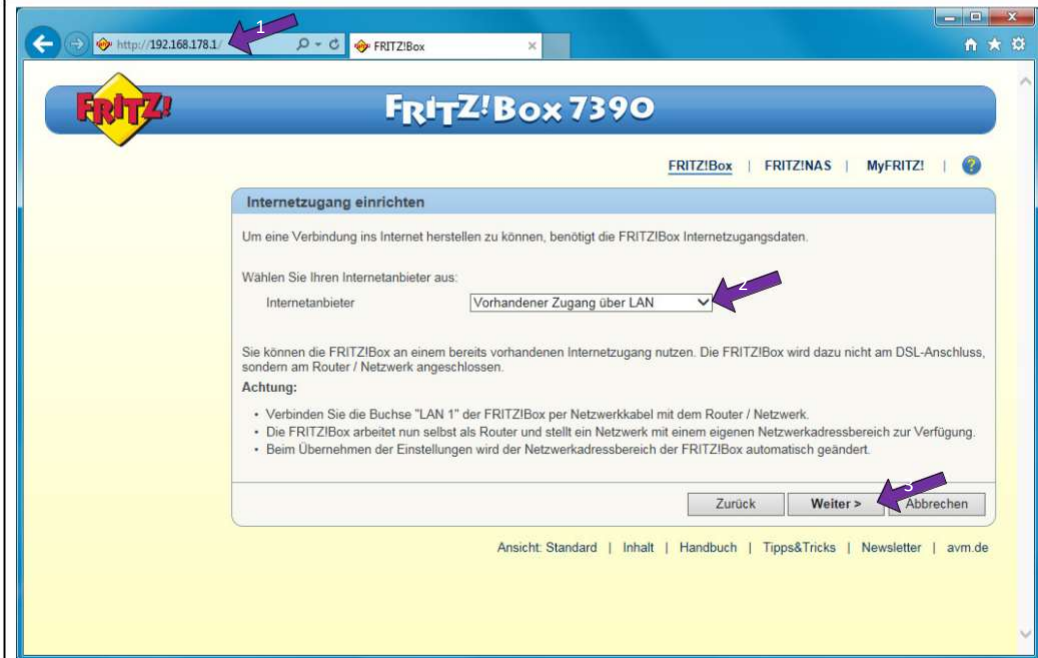 1
http://192.168.178.1/
FRITZ!Box
FRITZ!
FRITZ!Box 7390
FRITZ!Box | FRITZ!NAS | MyFRITZ! | ?
Internetzugang einrichten
Um eine Verbindung ins Internet herstellen zu können, benötigt die FRITZ!Box Internetzugangsdaten.
Wählen Sie Ihren Internetanbieter aus:
Internetanbieter Vorhandener Zugang über LAN
2
Sie können die FRITZ!Box an einem bereits vorhandenen Internetzugang nutzen. Die FRITZ!Box wird dazu nicht am DSL-Anschluss,
sondern am Router / Netzwerk angeschlossen.
Achtung:
• Verbinden Sie die Buchse "LAN 1" der FRITZ!Box per Netzwerkkabel mit dem Router / Netzwerk.
• Die FRITZ!Box arbeitet nun selbst als Router und stellt ein Netzwerk mit einem eigenen Netzwerkadressbereich zur Verfügung.
• Beim Übernehmen der Einstellungen wird der Netzwerkadressbereich der FRITZ!Box automatisch geändert.
3
Zurück Weiter > Abbrechen
Ansicht: Standard | Inhalt | Handbuch | Tipps&Tricks | Newsletter | avm.de